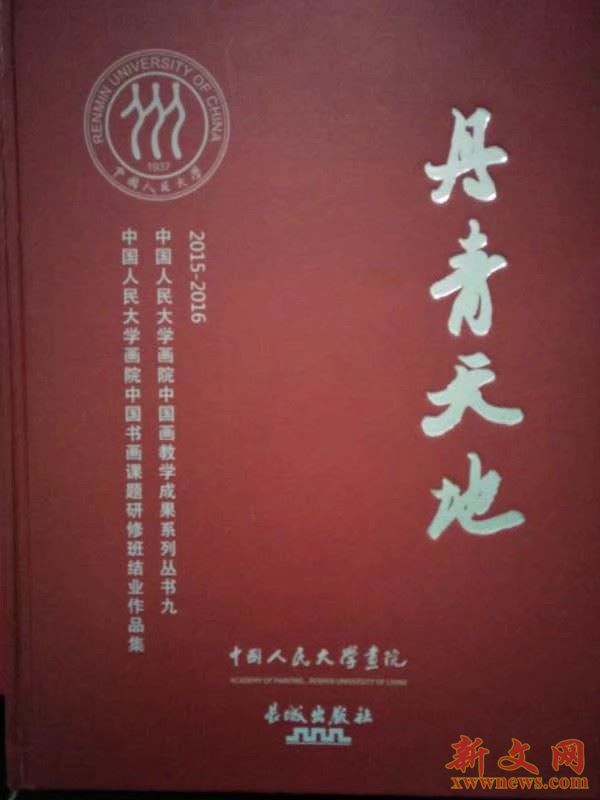 丹青天地
RENMIN UNIVERSITY OF CHINA
1937
中国人民大学
2015-2016
中国人民大学画院中国画教学成果系列丛书九
中国人民大学画院中国书画课题研修班结业作品集
中国人民大学畫院
ACADEMY OF PAINTING, RENMIN UNIVERSITY OF CHINA
长城出版社
新文网
xwwnews.com